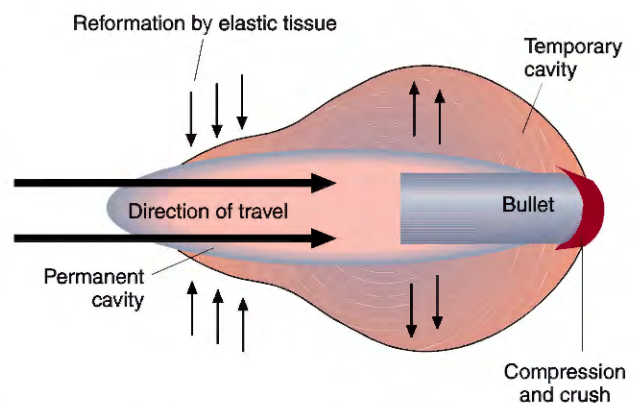 Reformation by elastic tissue
Temporary
cavity
Direction of travel
Bullet
Permanent
cavity
Compression
and crush